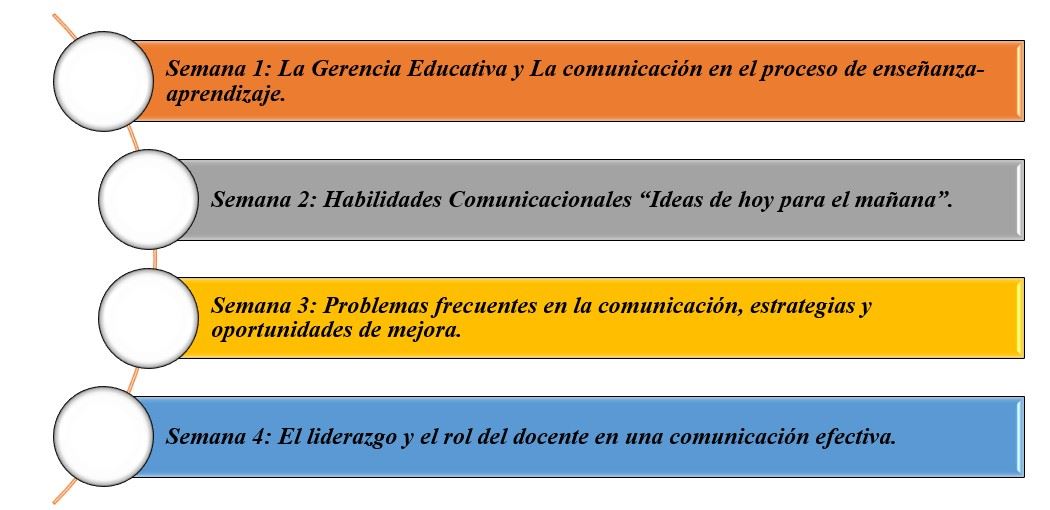 Semana 1: La Gerencia Educativa y La comunicación en el proceso de enseñanza-
aprendizaje.
Semana 2: Habilidades Comunicacionales “Ideas de hoy para el mañana”.
Semana 3: Problemas frecuentes en la comunicación, estrategias y
oportunidades de mejora.
Semana 4: El liderazgo y el rol del docente en una comunicación efectiva.